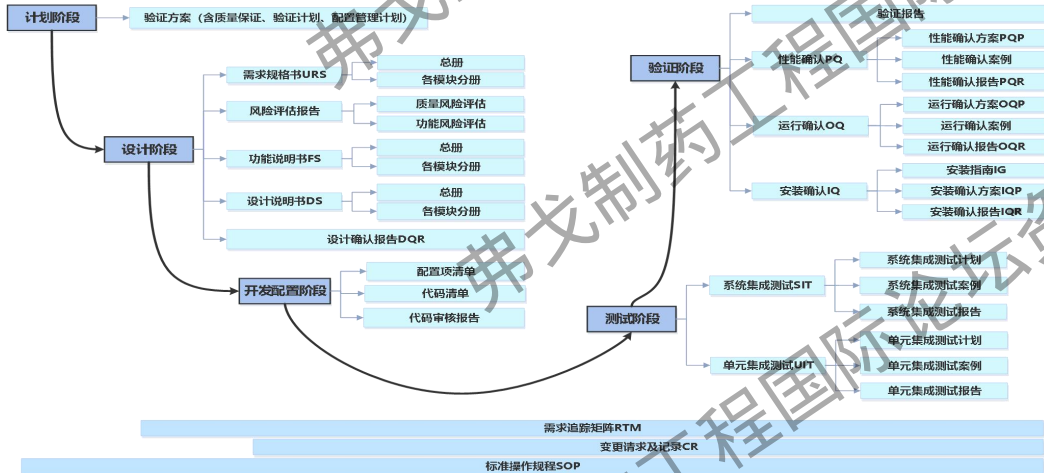 计划阶段
验证方案（含质量保证、验证计划、配置管理计划）
设计阶段
需求规格书URS
总册
各模块分册
风险评估报告
质量风险评估
功能风险评估
功能说明书FS
总册
各模块分册
设计说明书DS
总册
各模块分册
设计确认报告DQR
开发配置阶段
配置项清单
代码清单
代码审核报告
测试阶段
系统集成测试SIT
系统集成测试计划
系统集成测试案例
系统集成测试报告
单元集成测试UIT
单元集成测试计划
单元集成测试案例
单元集成测试报告
验证阶段
验证报告
性能确认PQ
性能确认方案PQP
性能确认案例
性能确认报告PQR
运行确认OQ
运行确认方案OQP
运行确认案例
运行确认报告OQR
安装确认IQ
安装指南IG
安装确认方案IQP
安装确认报告IQR
需求追踪矩阵RTM
变更请求及记录CR
标准操作规程SOP
弗戈制药工程国际
弗戈制药工程国际论坛资
工程国际